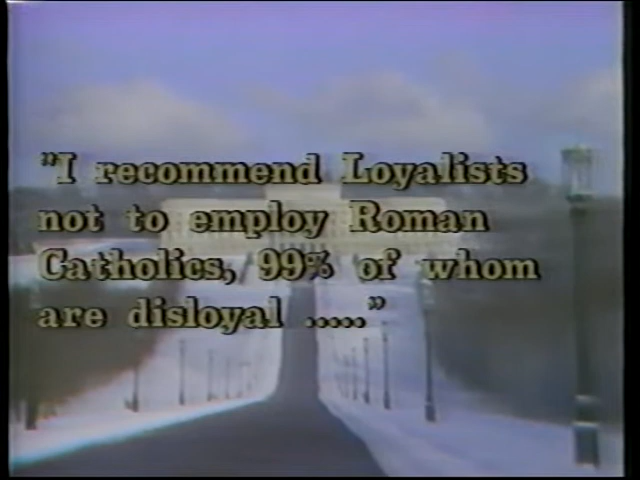 "I recommend Loyalists
not to employ Roman
Catholics, 99% of whom
are disloyal ....."